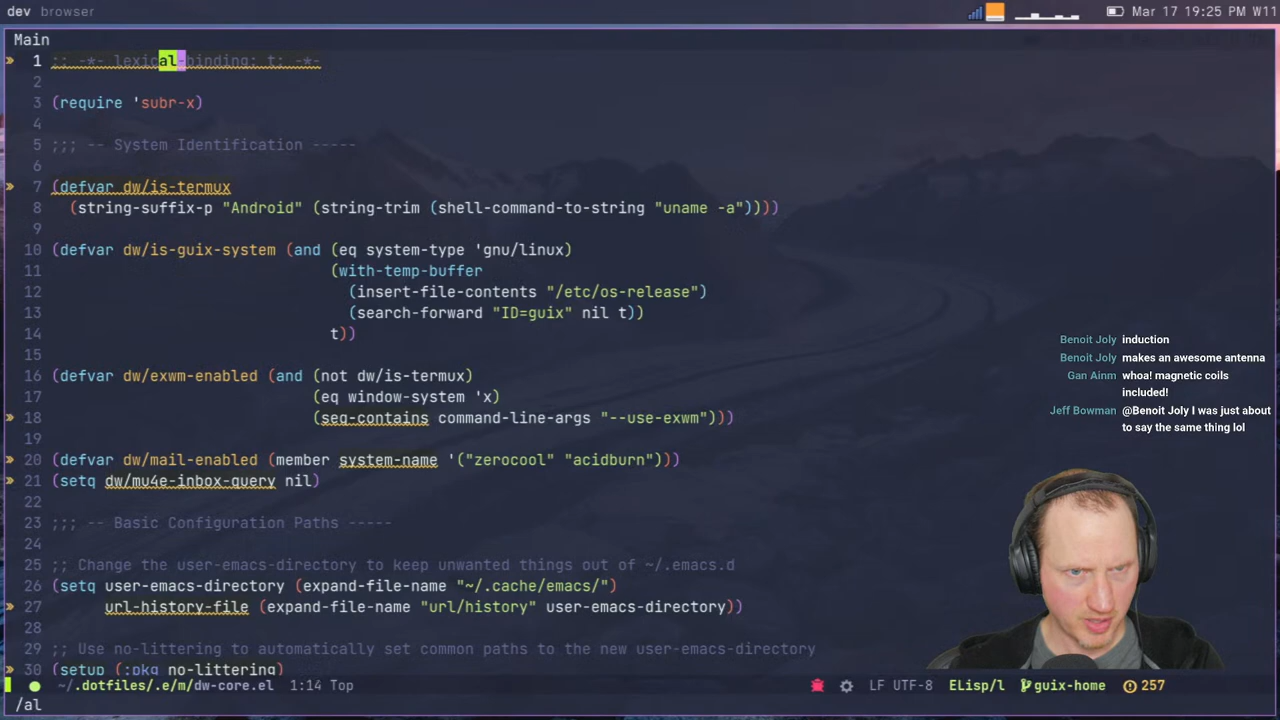 dev browser Mar 17 19:25 PM W11
Main
» 1 ;; -*- lexical-binding: t; -*-
2
3 (require 'subr-x)
4
5 ;;; -- System Identification -----
6
» 7 (defvar dw/is-termux
8 (string-suffix-p "Android" (string-trim (shell-command-to-string "uname -a"))))
9
10 (defvar dw/is-guix-system (and (eq system-type 'gnu/linux)
11 (with-temp-buffer
12 (insert-file-contents "/etc/os-release")
13 (search-forward "ID=guix" nil t))
14 t))
15
16 (defvar dw/exwm-enabled (and (not dw/is-termux)
17 (eq window-system 'x)
» 18 (seq-contains command-line-args "--use-exwm")))
19
» 20 (defvar dw/mail-enabled (member system-name '("zerocool" "acidburn")))
» 21 (setq dw/mu4e-inbox-query nil)
22
23 ;;; -- Basic Configuration Paths -----
24
25 ;; Change the user-emacs-directory to keep unwanted things out of ~/.emacs.d
26 (setq user-emacs-directory (expand-file-name "~/.cache/emacs/")
» 27 url-history-file (expand-file-name "url/history" user-emacs-directory))
28
29 ;; Use no-littering to automatically set common paths to the new user-emacs-directory
» 30 (setup (:pkg no-littering)
Benoit Joly induction
Benoit Joly makes an awesome antenna
Gan Ainm whoa! magnetic coils
included!
Jeff Bowman @Benoit Joly I was just about
to say the same thing lol
~/.dotfiles/.e/m/dw-core.el 1:14 Top LF UTF-8 ELisp/l guix-home 257
/al